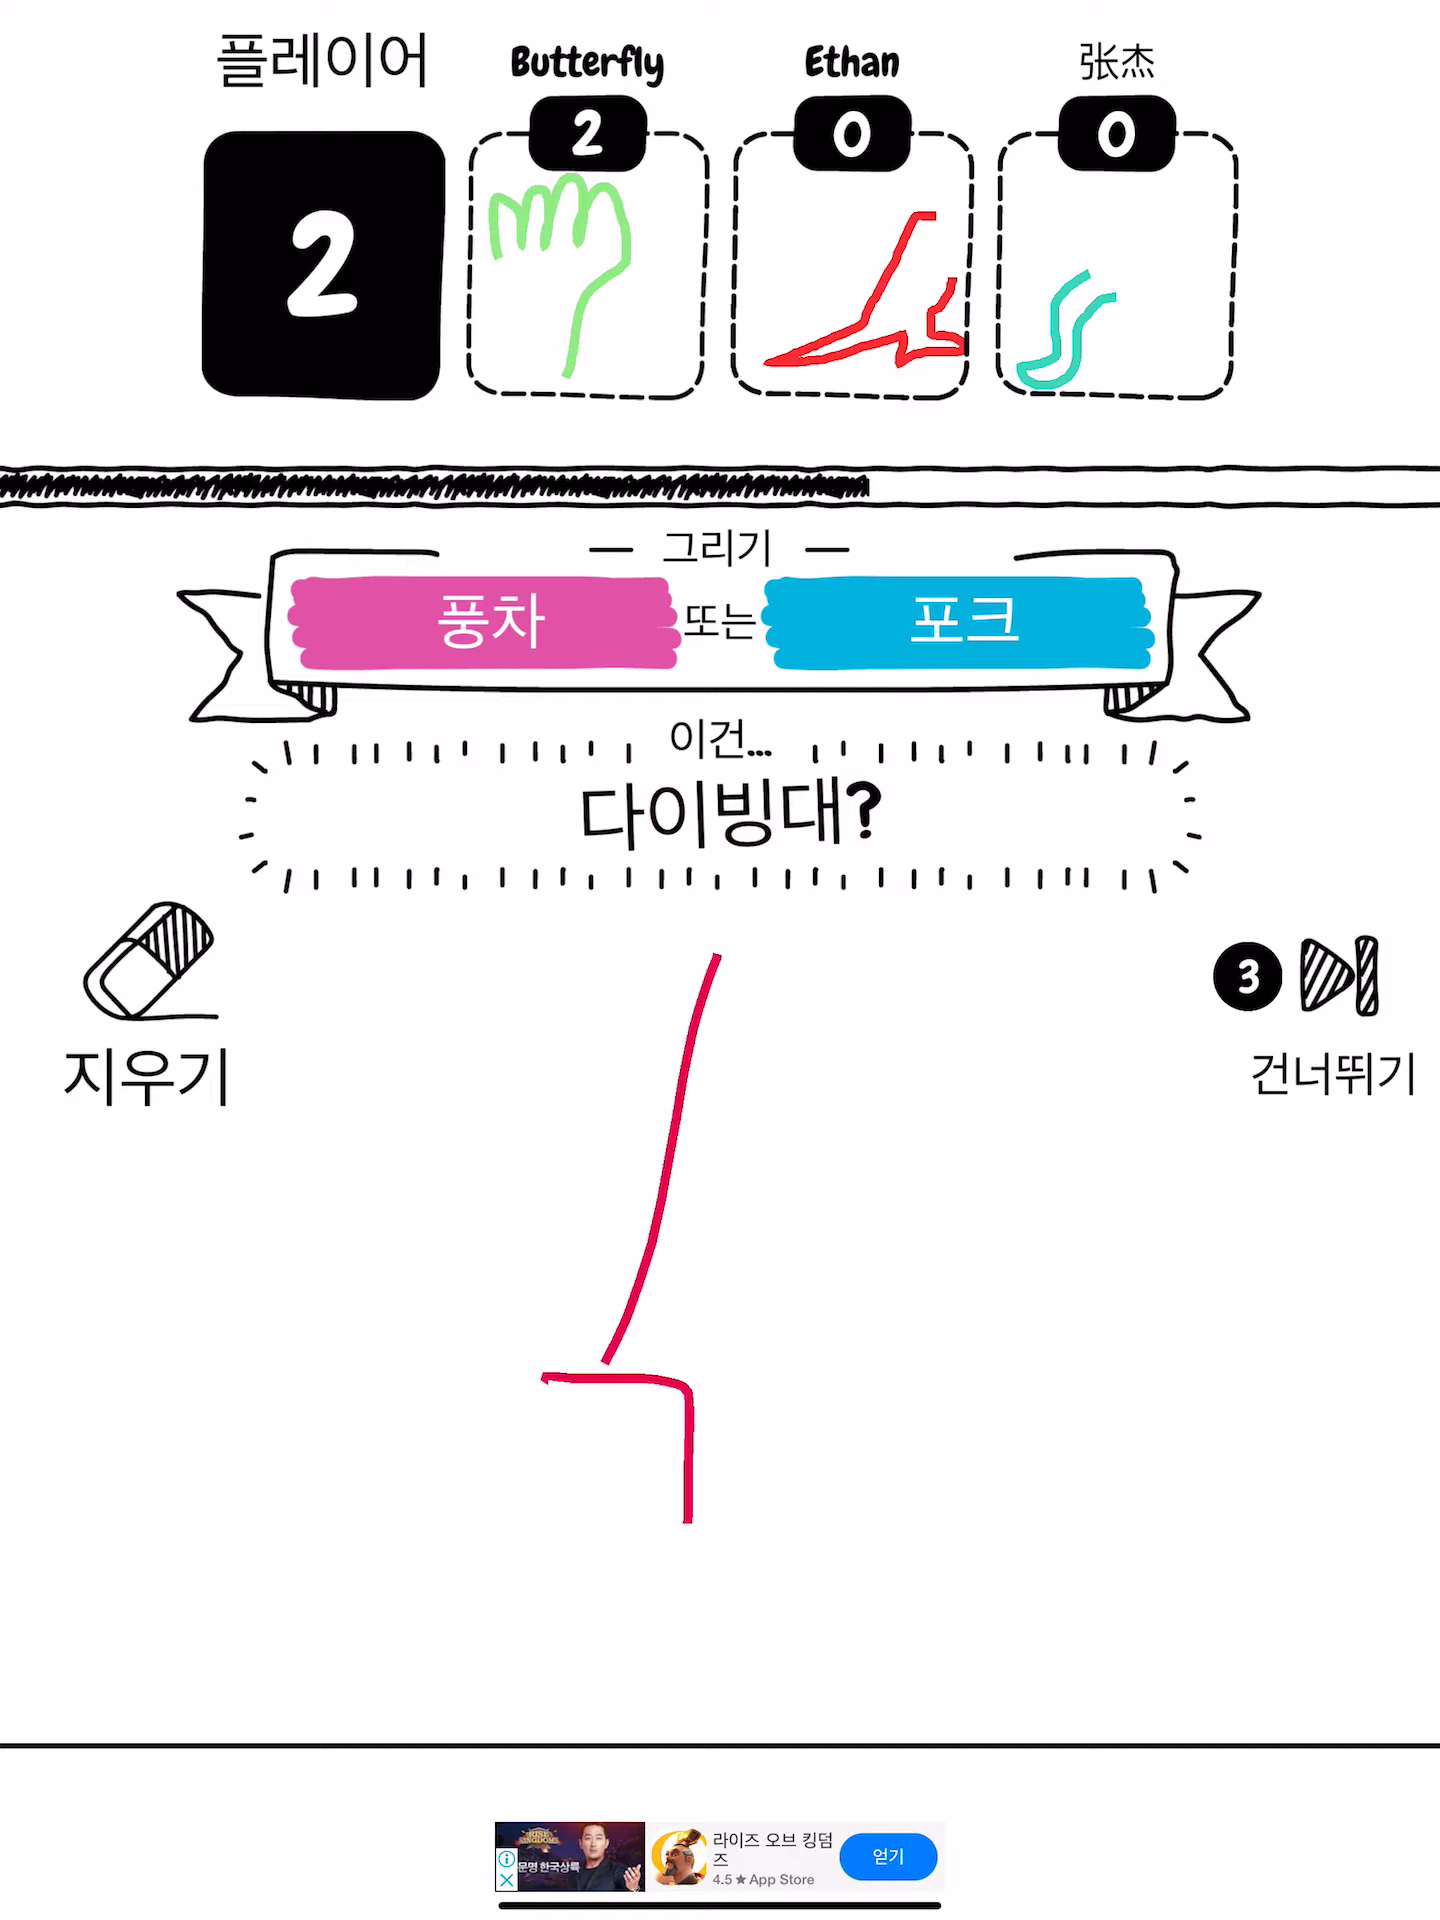 플레이어
Butterfly
Ethan
张杰
2
2
0
0
그리기
풍차 또는 포크
이건...
다이빙대?
3
지우기
건너뛰기
RISE KINGDOMS
문명 한국상륙
라이즈 오브 킹덤
즈
4.5 ★ App Store
얻기